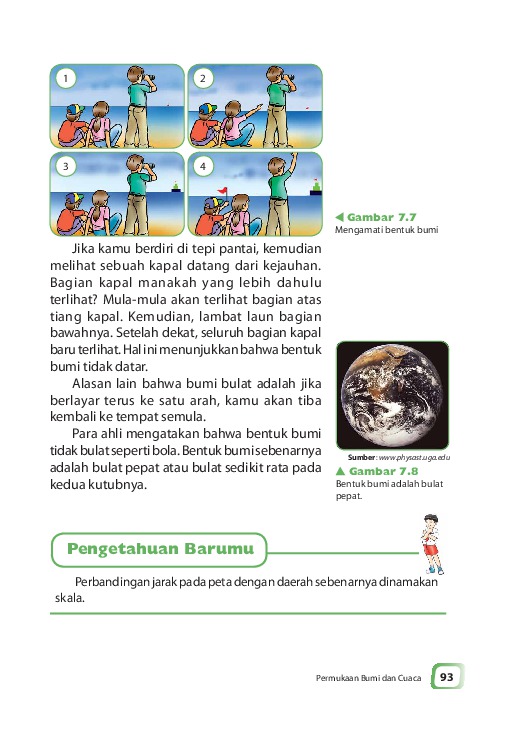 1
2
3
4
Gambar 7.7
Mengamati bentuk bumi
Jika kamu berdiri di tepi pantai, kemudian
melihat sebuah kapal datang dari kejauhan.
Bagian kapal manakah yang lebih dahulu
terlihat? Mula-mula akan terlihat bagian atas
tiang kapal. Kemudian, lambat laun bagian
bawahnya. Setelah dekat, seluruh bagian kapal
baru terlihat. Hal ini menunjukkan bahwa bentuk
bumi tidak datar.
Alasan lain bahwa bumi bulat adalah jika
berlayar terus ke satu arah, kamu akan tiba
kembali ke tempat semula.
Para ahli mengatakan bahwa bentuk bumi
tidak bulat seperti bola. Bentuk bumi sebenarnya
adalah bulat pepat atau bulat sedikit rata pada
kedua kutubnya.
Sumber: www.physast.uga.edu
Gambar 7.8
Bentuk bumi adalah bulat
pepat.
Pengetahuan Barumu
Perbandingan jarak pada peta dengan daerah sebenarnya dinamakan
skala.
Permukaan Bumi dan Cuaca 93